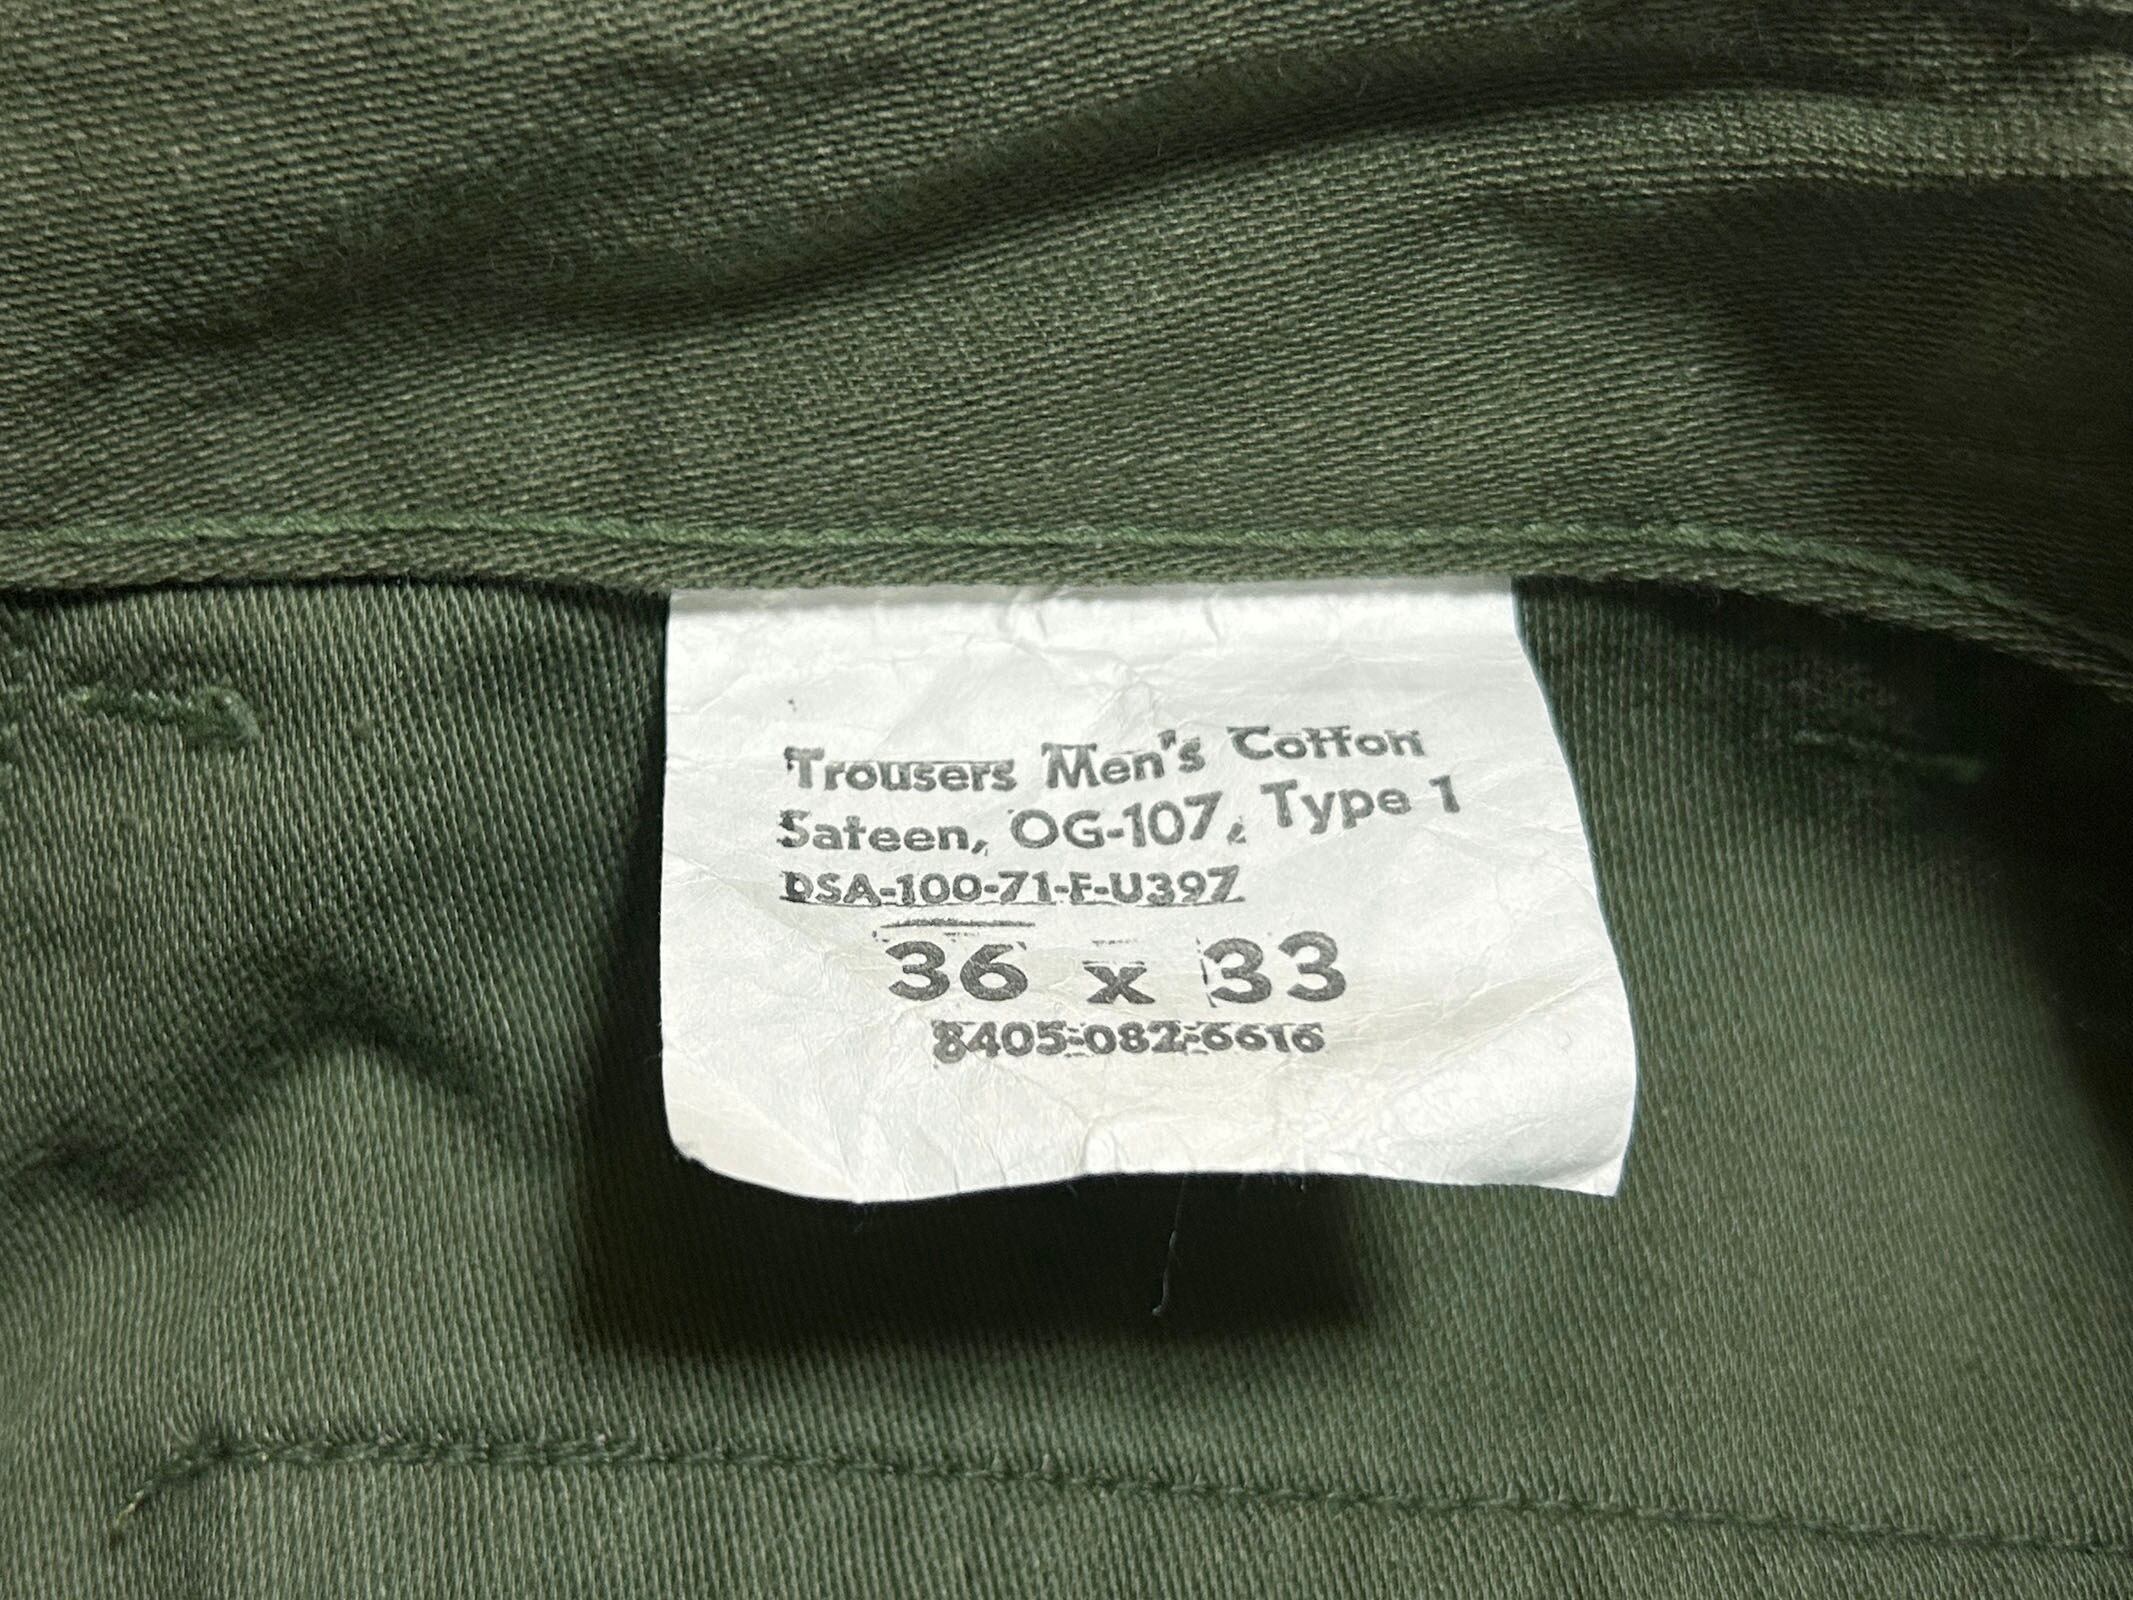 Trousers Men's Cotton
Sateen, OG-107, Type 1
DSA-100-71-F-U397
36 x 33
8405-082-6616